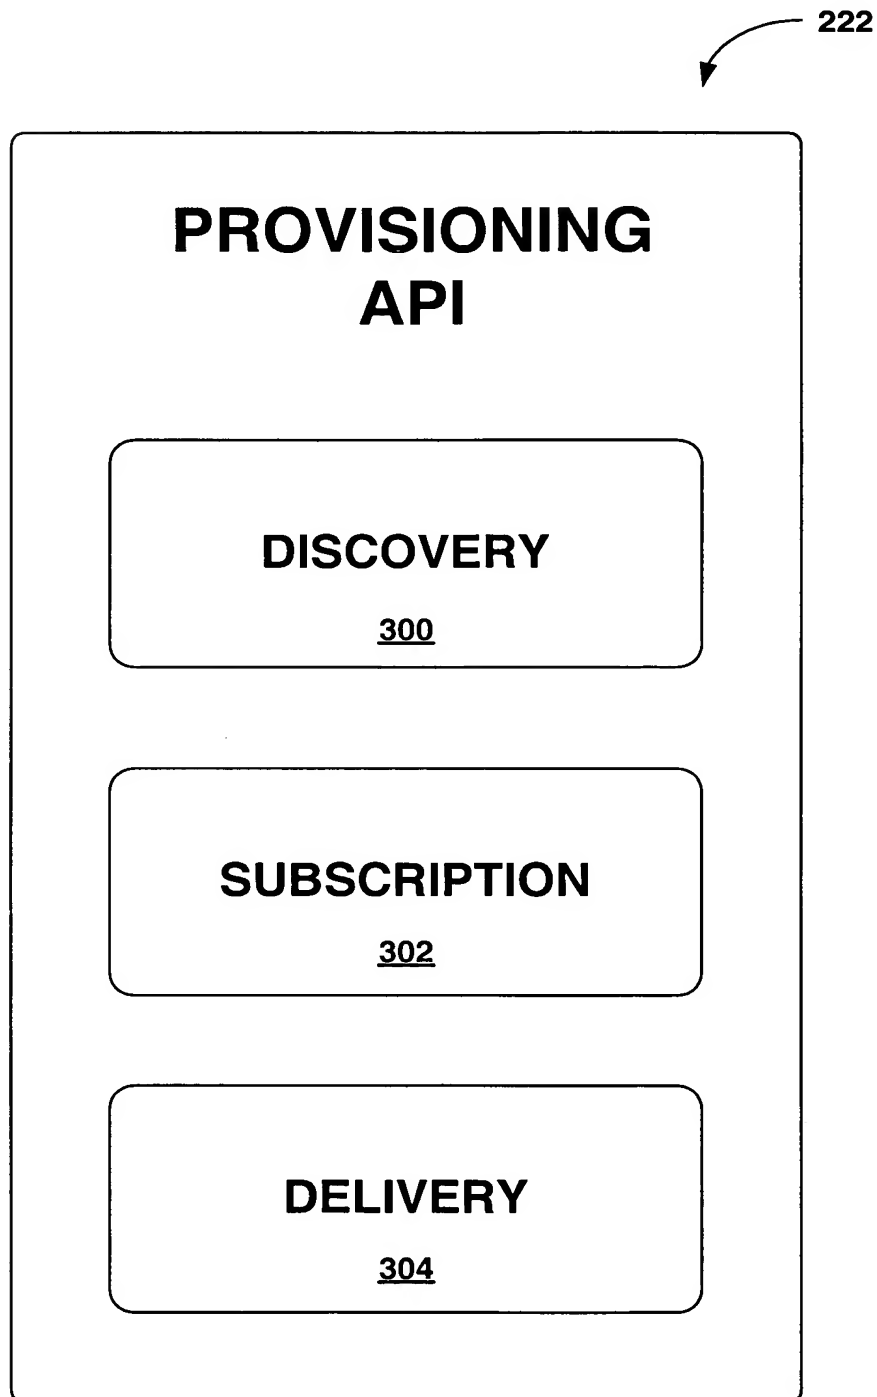 222
PROVISIONING
API
DISCOVERY
300
SUBSCRIPTION
302
DELIVERY
304